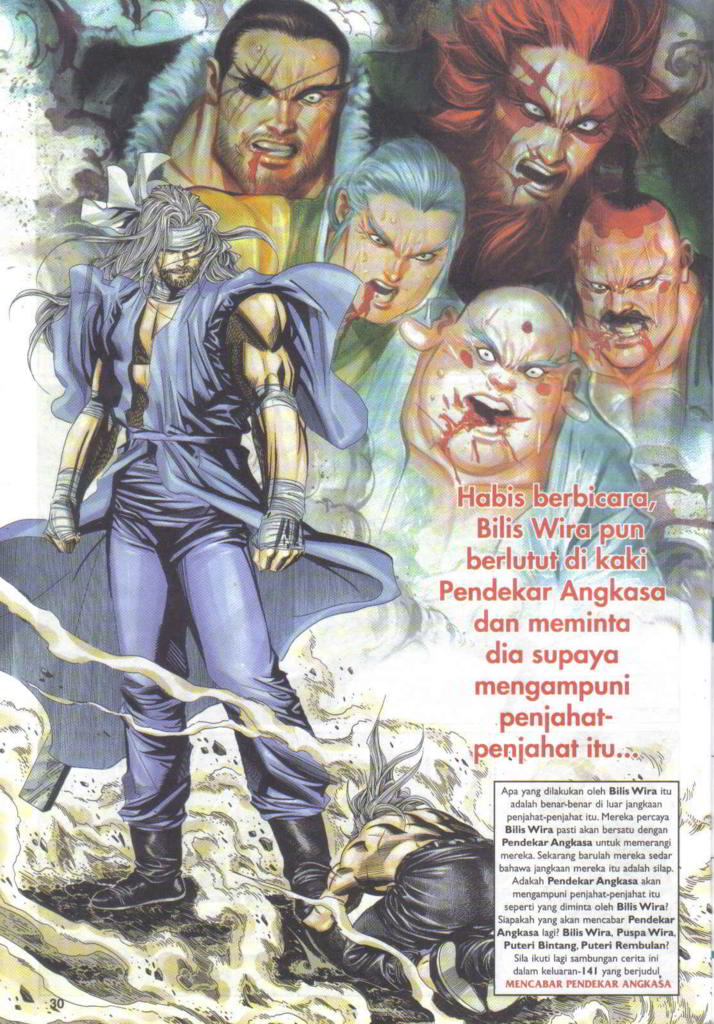 Habis berbicara,
Bilis Wira pun
berlutut di kaki
Pendekar Angkasa
dan meminta
dia supaya
mengampuni
penjahat-
penjahat itu...
Apa yang dilakukan oleh Bilis Wira itu
adalah benar-benar di luar jangkaan
penjahat-penjahat itu. Mereka percaya
Bilis Wira pasti akan bersatu dengan
Pendekar Angkasa untuk memerangi
mereka. Sekarang barulah mereka sedar
bahawa jangkaan mereka itu adalah silap.
Adakah Pendekar Angkasa akan
mengampuni penjahat-penjahat itu
seperti yang diminta oleh Bilis Wira?
Siapakah yang akan mencabar Pendekar
Angkasa lagi? Bilis Wira, Puspa Wira,
Puteri Bintang, Puteri Rembulan?
Sila ikuti lagi sambungan cerita ini
dalam keluaran-141 yang berjudul
MENCABAR PENDEKAR ANGKASA
30